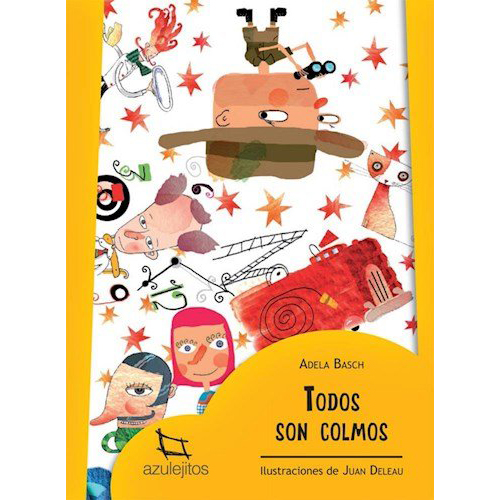 ADELA BASCH
TODOS
SON COLMOS
azulejitos
Ilustraciones de JUAN DELEAU